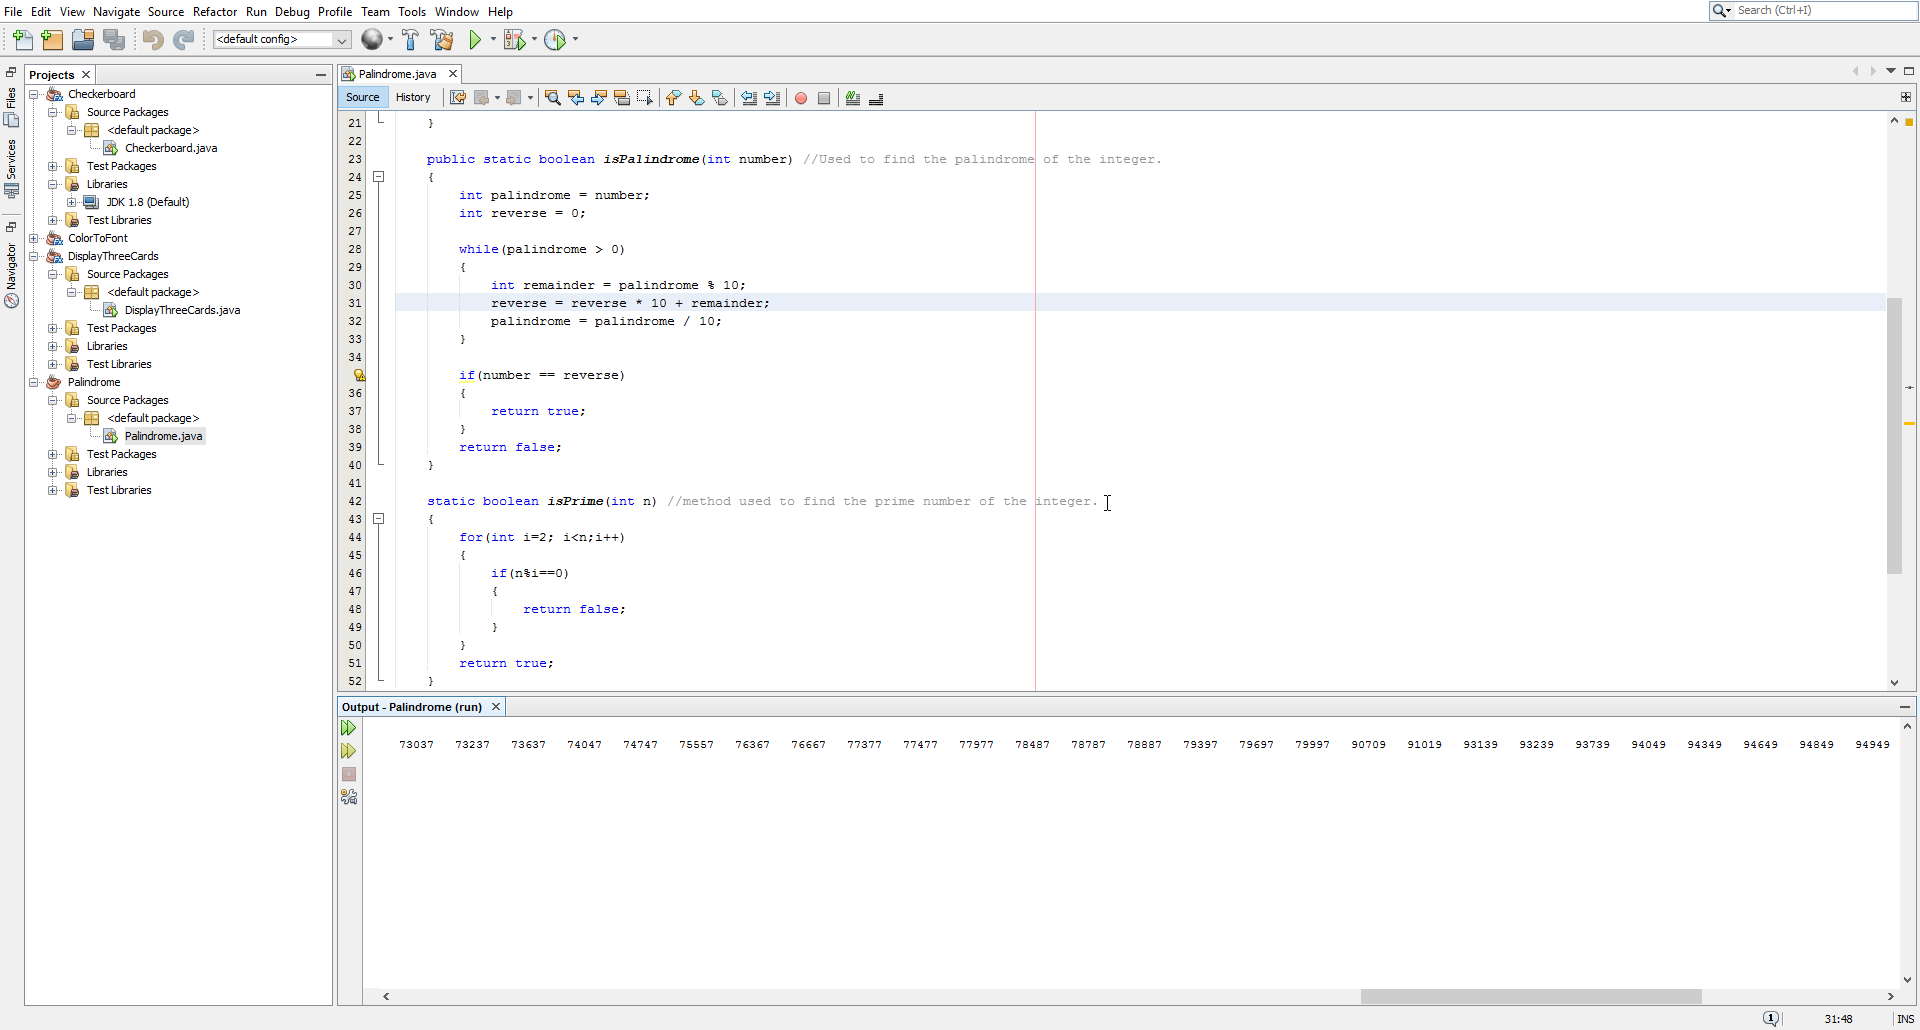 File Edit View Navigate Source Refactor Run Debug Profile Team Tools Window Help
Search (Ctrl+I)
<default config>
Files
Services
Navigator
Projects
Checkerboard
Source Packages
<default package>
Checkerboard.java
Test Packages
Libraries
JDK 1.8 (Default)
Test Libraries
ColorToFont
DisplayThreeCards
Source Packages
<default package>
DisplayThreeCards.java
Test Packages
Libraries
Test Libraries
Palindrome
Source Packages
<default package>
Palindrome.java
Test Packages
Libraries
Test Libraries
Palindrome.java
Source History
21 }
22
23 public static boolean isPalindrome(int number) //Used to find the palindrome of the integer.
24 {
25 int palindrome = number;
26 int reverse = 0;
27
28 while(palindrome > 0)
29 {
30 int remainder = palindrome % 10;
31 reverse = reverse * 10 + remainder;
32 palindrome = palindrome / 10;
33 }
34
if(number == reverse)
36 {
37 return true;
38 }
39 return false;
40 }
41
42 static boolean isPrime(int n) //method used to find the prime number of the integer.
43 {
44 for(int i=2; i<n;i++)
45 {
46 if(n%i==0)
47 {
48 return false;
49 }
50 }
51 return true;
52 }
Output - Palindrome (run)
73037 73237 73637 74047 74747 75557 76367 76667 77377 77477 77977 78487 78787 78887 79397 79697 79997 90709 91019 93139 93239 93739 94049 94349 94649 94849 94949
1
31:48 INS